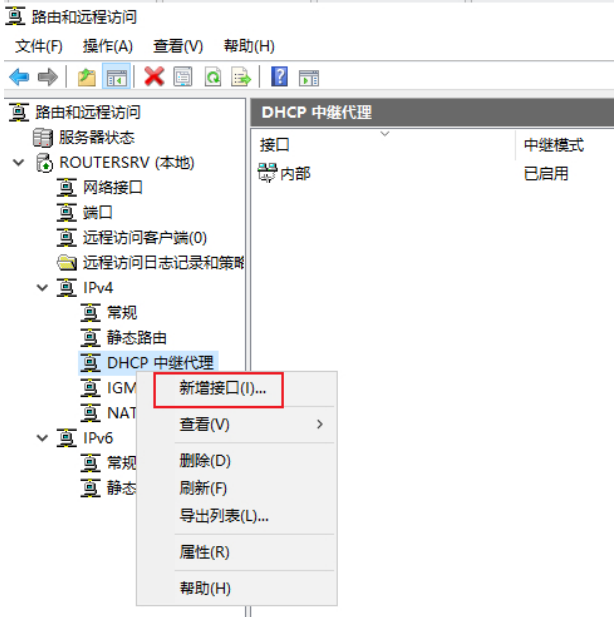 路由和远程访问
文件(F) 操作(A) 查看(V) 帮助(H)
路由和远程访问
服务器状态
ROUTERSRV (本地)
网络接口
端口
远程访问客户端(0)
远程访问日志记录和策略
IPv4
常规
静态路由
DHCP 中继代理
IGM
NAT
IPv6
常规
静态
DHCP 中继代理
接口 中继模式
内部 已启用
新增接口(I)...
查看(V)
删除(D)
刷新(F)
导出列表(L)...
属性(R)
帮助(H)